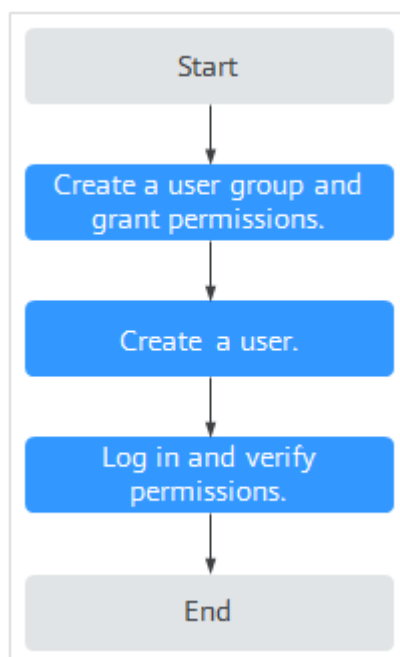 Start
Create a user group and
grant permissions.
Create a user.
Log in and verify
permissions.
End